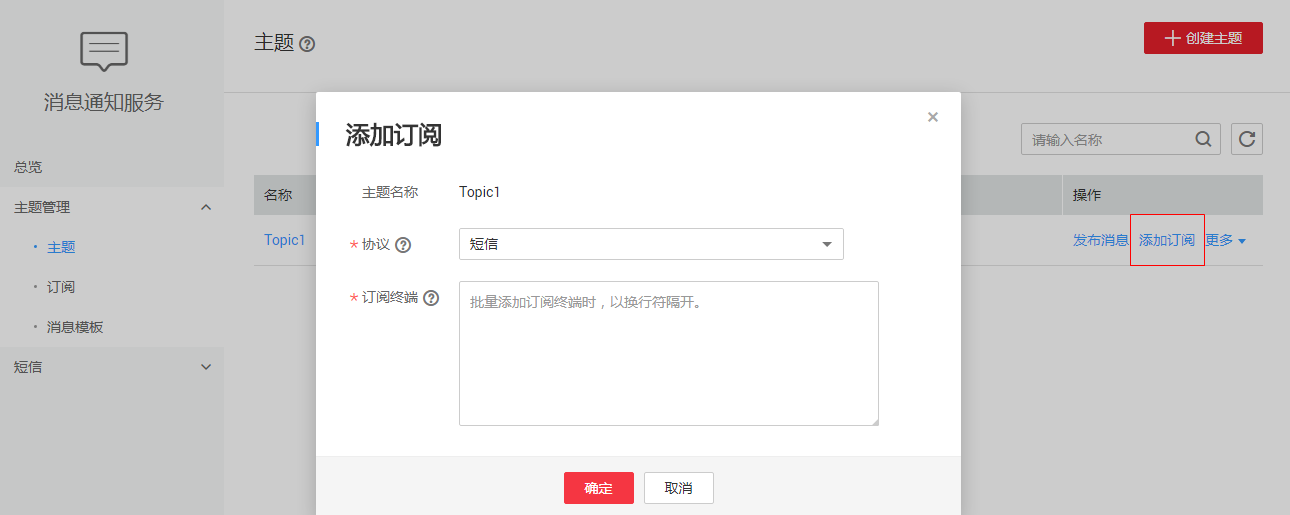 消息通知服务
总览
主题管理
主题
订阅
消息模板
短信
主题 ?
创建主题
请输入名称
名称
操作
Topic1
发布消息 添加订阅 更多
添加订阅
×
主题名称 Topic1
* 协议 ? 短信
* 订阅终端 ? 批量添加订阅终端时，以换行符隔开。
确定 取消